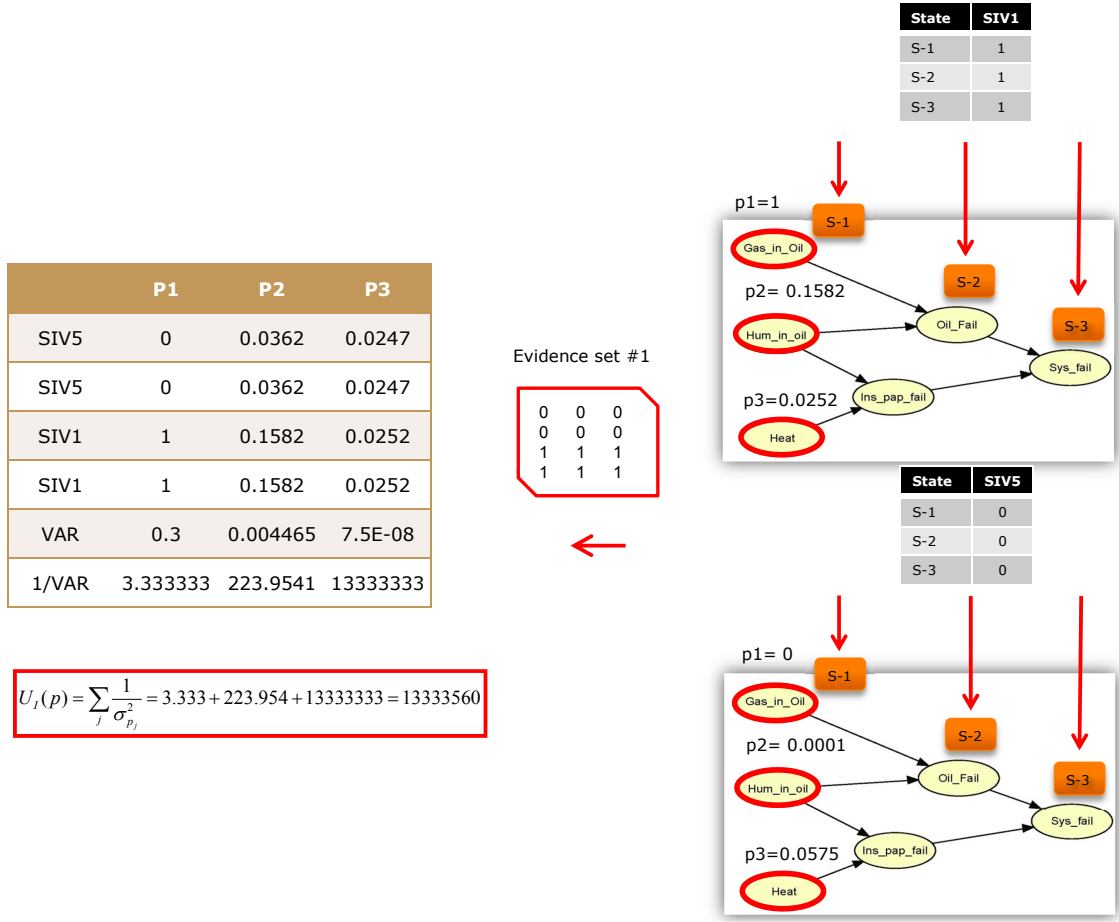 State SIV1
S-1 1
S-2 1
S-3 1
p1=1
S-1
Gas_in_Oil
S-2
p2= 0.1582
Hum_in_oil
Oil_Fail
S-3
Sys_fail
Ins_pap_fail
p3=0.0252
Heat
P1 P2 P3
SIV5 0 0.0362 0.0247
SIV5 0 0.0362 0.0247
SIV1 1 0.1582 0.0252
SIV1 1 0.1582 0.0252
VAR 0.3 0.004465 7.5E-08
1/VAR 3.333333 223.9541 13333333
Evidence set #1
0 0 0
0 0 0
1 1 1
1 1 1
State SIV5
S-1 0
S-2 0
S-3 0
p1= 0
S-1
Gas_in_Oil
S-2
p2= 0.0001
Hum_in_oil
Oil_Fail
S-3
Sys_fail
Ins_pap_fail
p3=0.0575
Heat
U_I(p) = ∑_j 1/σ²_{p_j} = 3.333 + 223.954 + 13333333 = 13333560